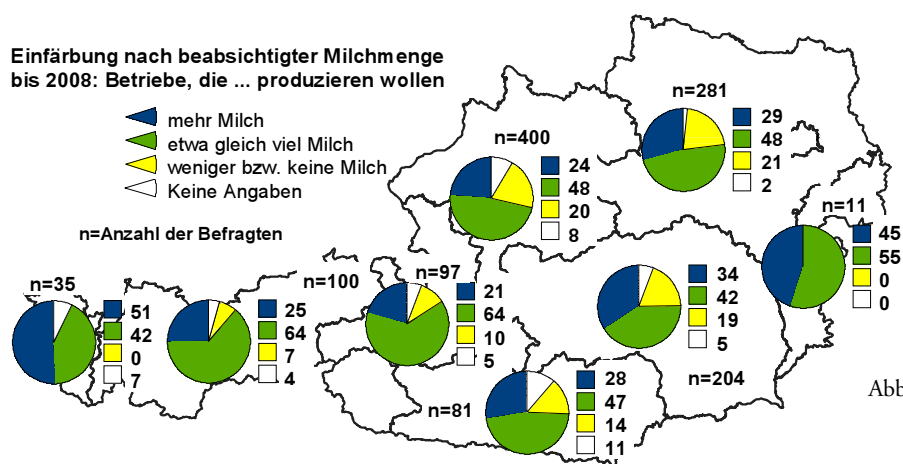 Einfärbung nach beabsichtigter Milchmenge
bis 2008: Betriebe, die ... produzieren wollen
mehr Milch
etwa gleich viel Milch
weniger bzw. keine Milch
Keine Angaben
n=Anzahl der Befragten
n=281
29
48
21
2
n=400
24
48
20
8
n=11
45
55
0
0
n=35
51
42
0
7
n=100
25
64
7
4
n=97
21
64
10
5
34
42
19
5
n=204
n=81
28
47
14
11
Abb